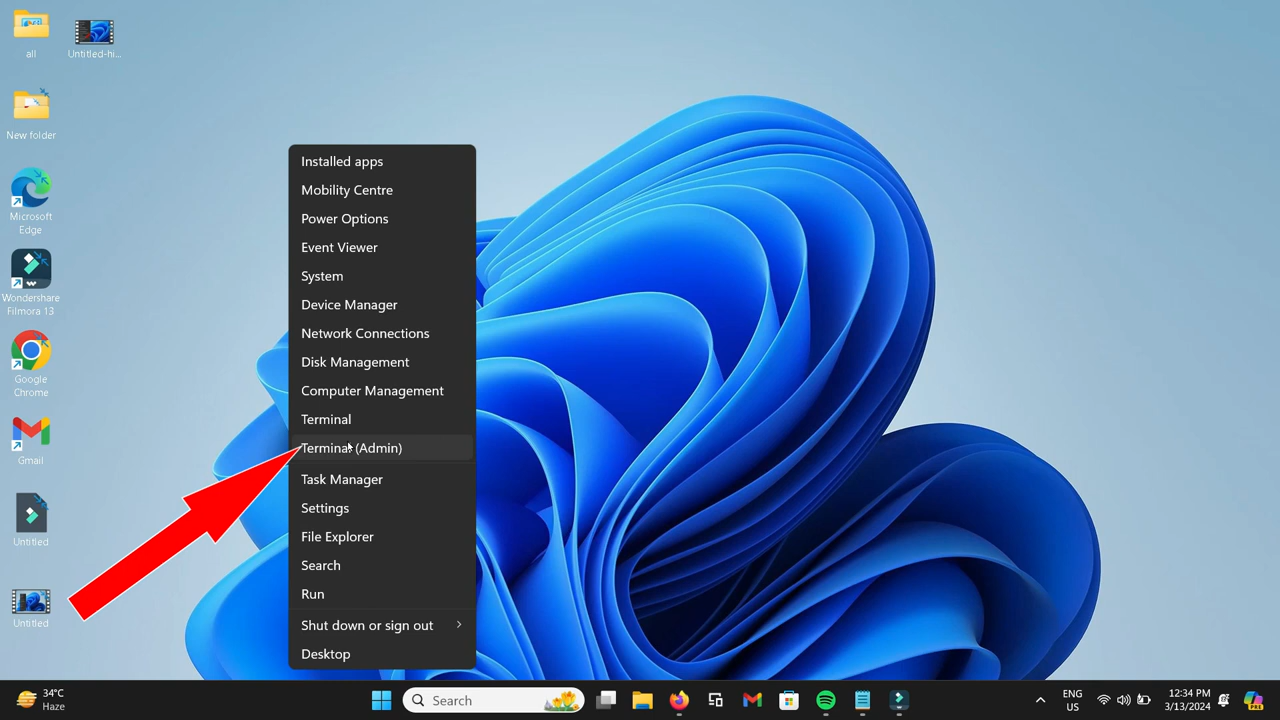 all
Untitled-hi...
New folder
Microsoft
Edge
Wondershare
Filmora 13
Google
Chrome
Gmail
Untitled
Untitled
Installed apps
Mobility Centre
Power Options
Event Viewer
System
Device Manager
Network Connections
Disk Management
Computer Management
Terminal
Terminal (Admin)
Task Manager
Settings
File Explorer
Search
Run
Shut down or sign out
Desktop
34°C
Haze
Search
ENG
US
12:34 PM
3/13/2024